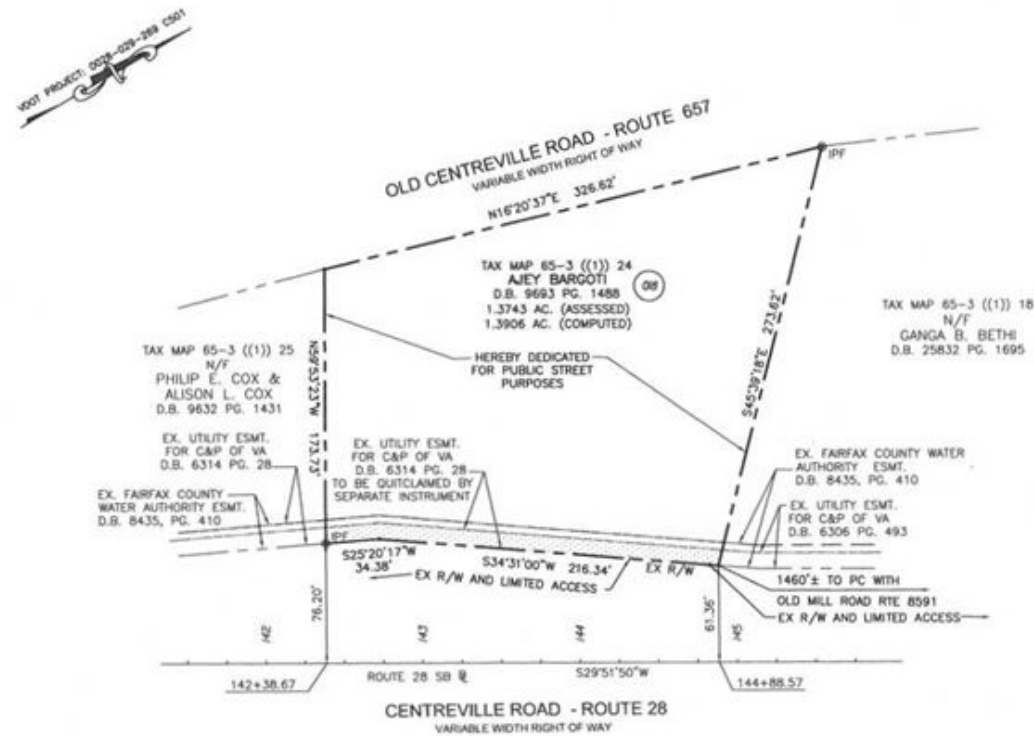 VDOT PROJECT: 0028-029-269 C501
OLD CENTREVILLE ROAD - ROUTE 657
VARIABLE WIDTH RIGHT OF WAY
N16°20'37"E 326.62'
IPF
TAX MAP 65-3 ((1)) 24
AJEY BARGOTI
D.B. 9693 PG. 1488
1.3743 AC. (ASSESSED)
1.3906 AC. (COMPUTED)
018
S45°39'18"E 273.62'
TAX MAP 65-3 ((1)) 18
N/F
GANGA B. BETHI
D.B. 25832 PG. 1695
TAX MAP 65-3 ((1)) 25
N/F
PHILIP E. COX &
ALISON L. COX
D.B. 9632 PG. 1431
N59°53'23"W 173.73'
HEREBY DEDICATED
FOR PUBLIC STREET
PURPOSES
EX. UTILITY ESMT.
FOR C&P OF VA
D.B. 6314 PG. 28
EX. UTILITY ESMT.
FOR C&P OF VA
D.B. 6314 PG. 28
TO BE QUITCLAIMED BY
SEPARATE INSTRUMENT
EX. FAIRFAX COUNTY WATER
AUTHORITY ESMT.
D.B. 8435, PG. 410
EX. FAIRFAX COUNTY
WATER AUTHORITY ESMT.
D.B. 8435, PG. 410
EX. UTILITY ESMT.
FOR C&P OF VA
D.B. 6306 PG. 493
IPF
S25°20'17"W
34.38'
S34°31'00"W 216.34'
EX R/W
EX R/W AND LIMITED ACCESS
1460'± TO PC WITH
OLD MILL ROAD RTE 8591
EX R/W AND LIMITED ACCESS
76.20'
61.36'
142
143
144
145
ROUTE 28 SB
S29°51'50"W
142+38.67
144+88.57
CENTREVILLE ROAD - ROUTE 28
VARIABLE WIDTH RIGHT OF WAY